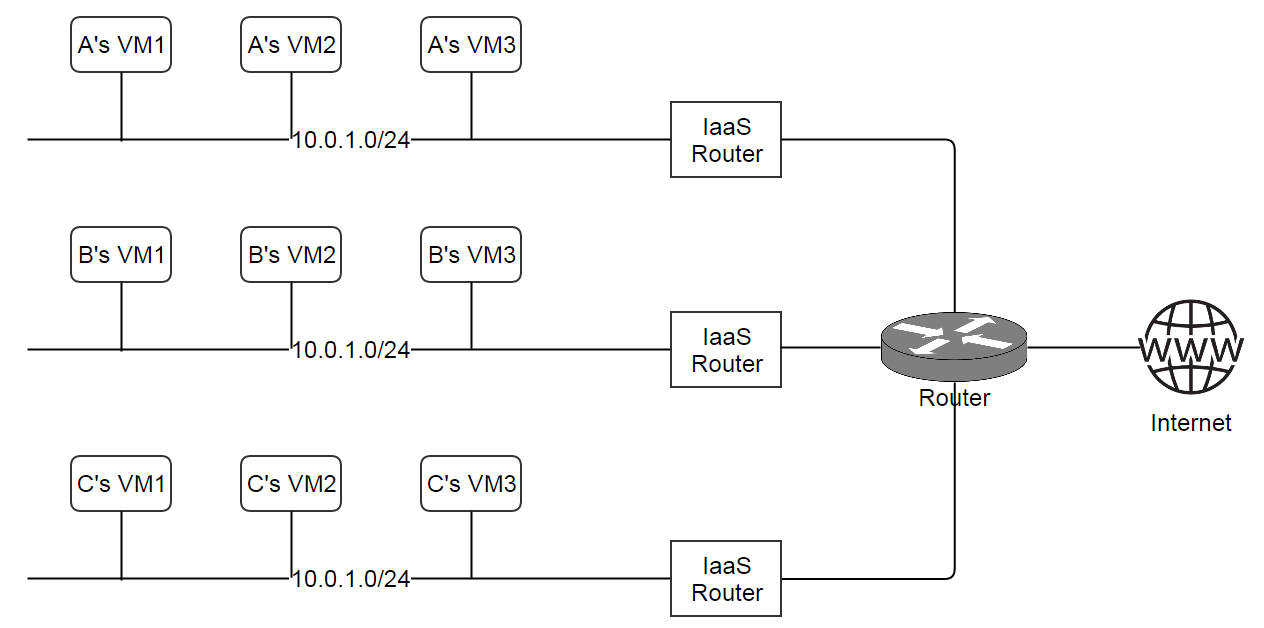 A's VM1
A's VM2
A's VM3
10.0.1.0/24
IaaS
Router
B's VM1
B's VM2
B's VM3
10.0.1.0/24
IaaS
Router
Router
WWW
Internet
C's VM1
C's VM2
C's VM3
10.0.1.0/24
IaaS
Router